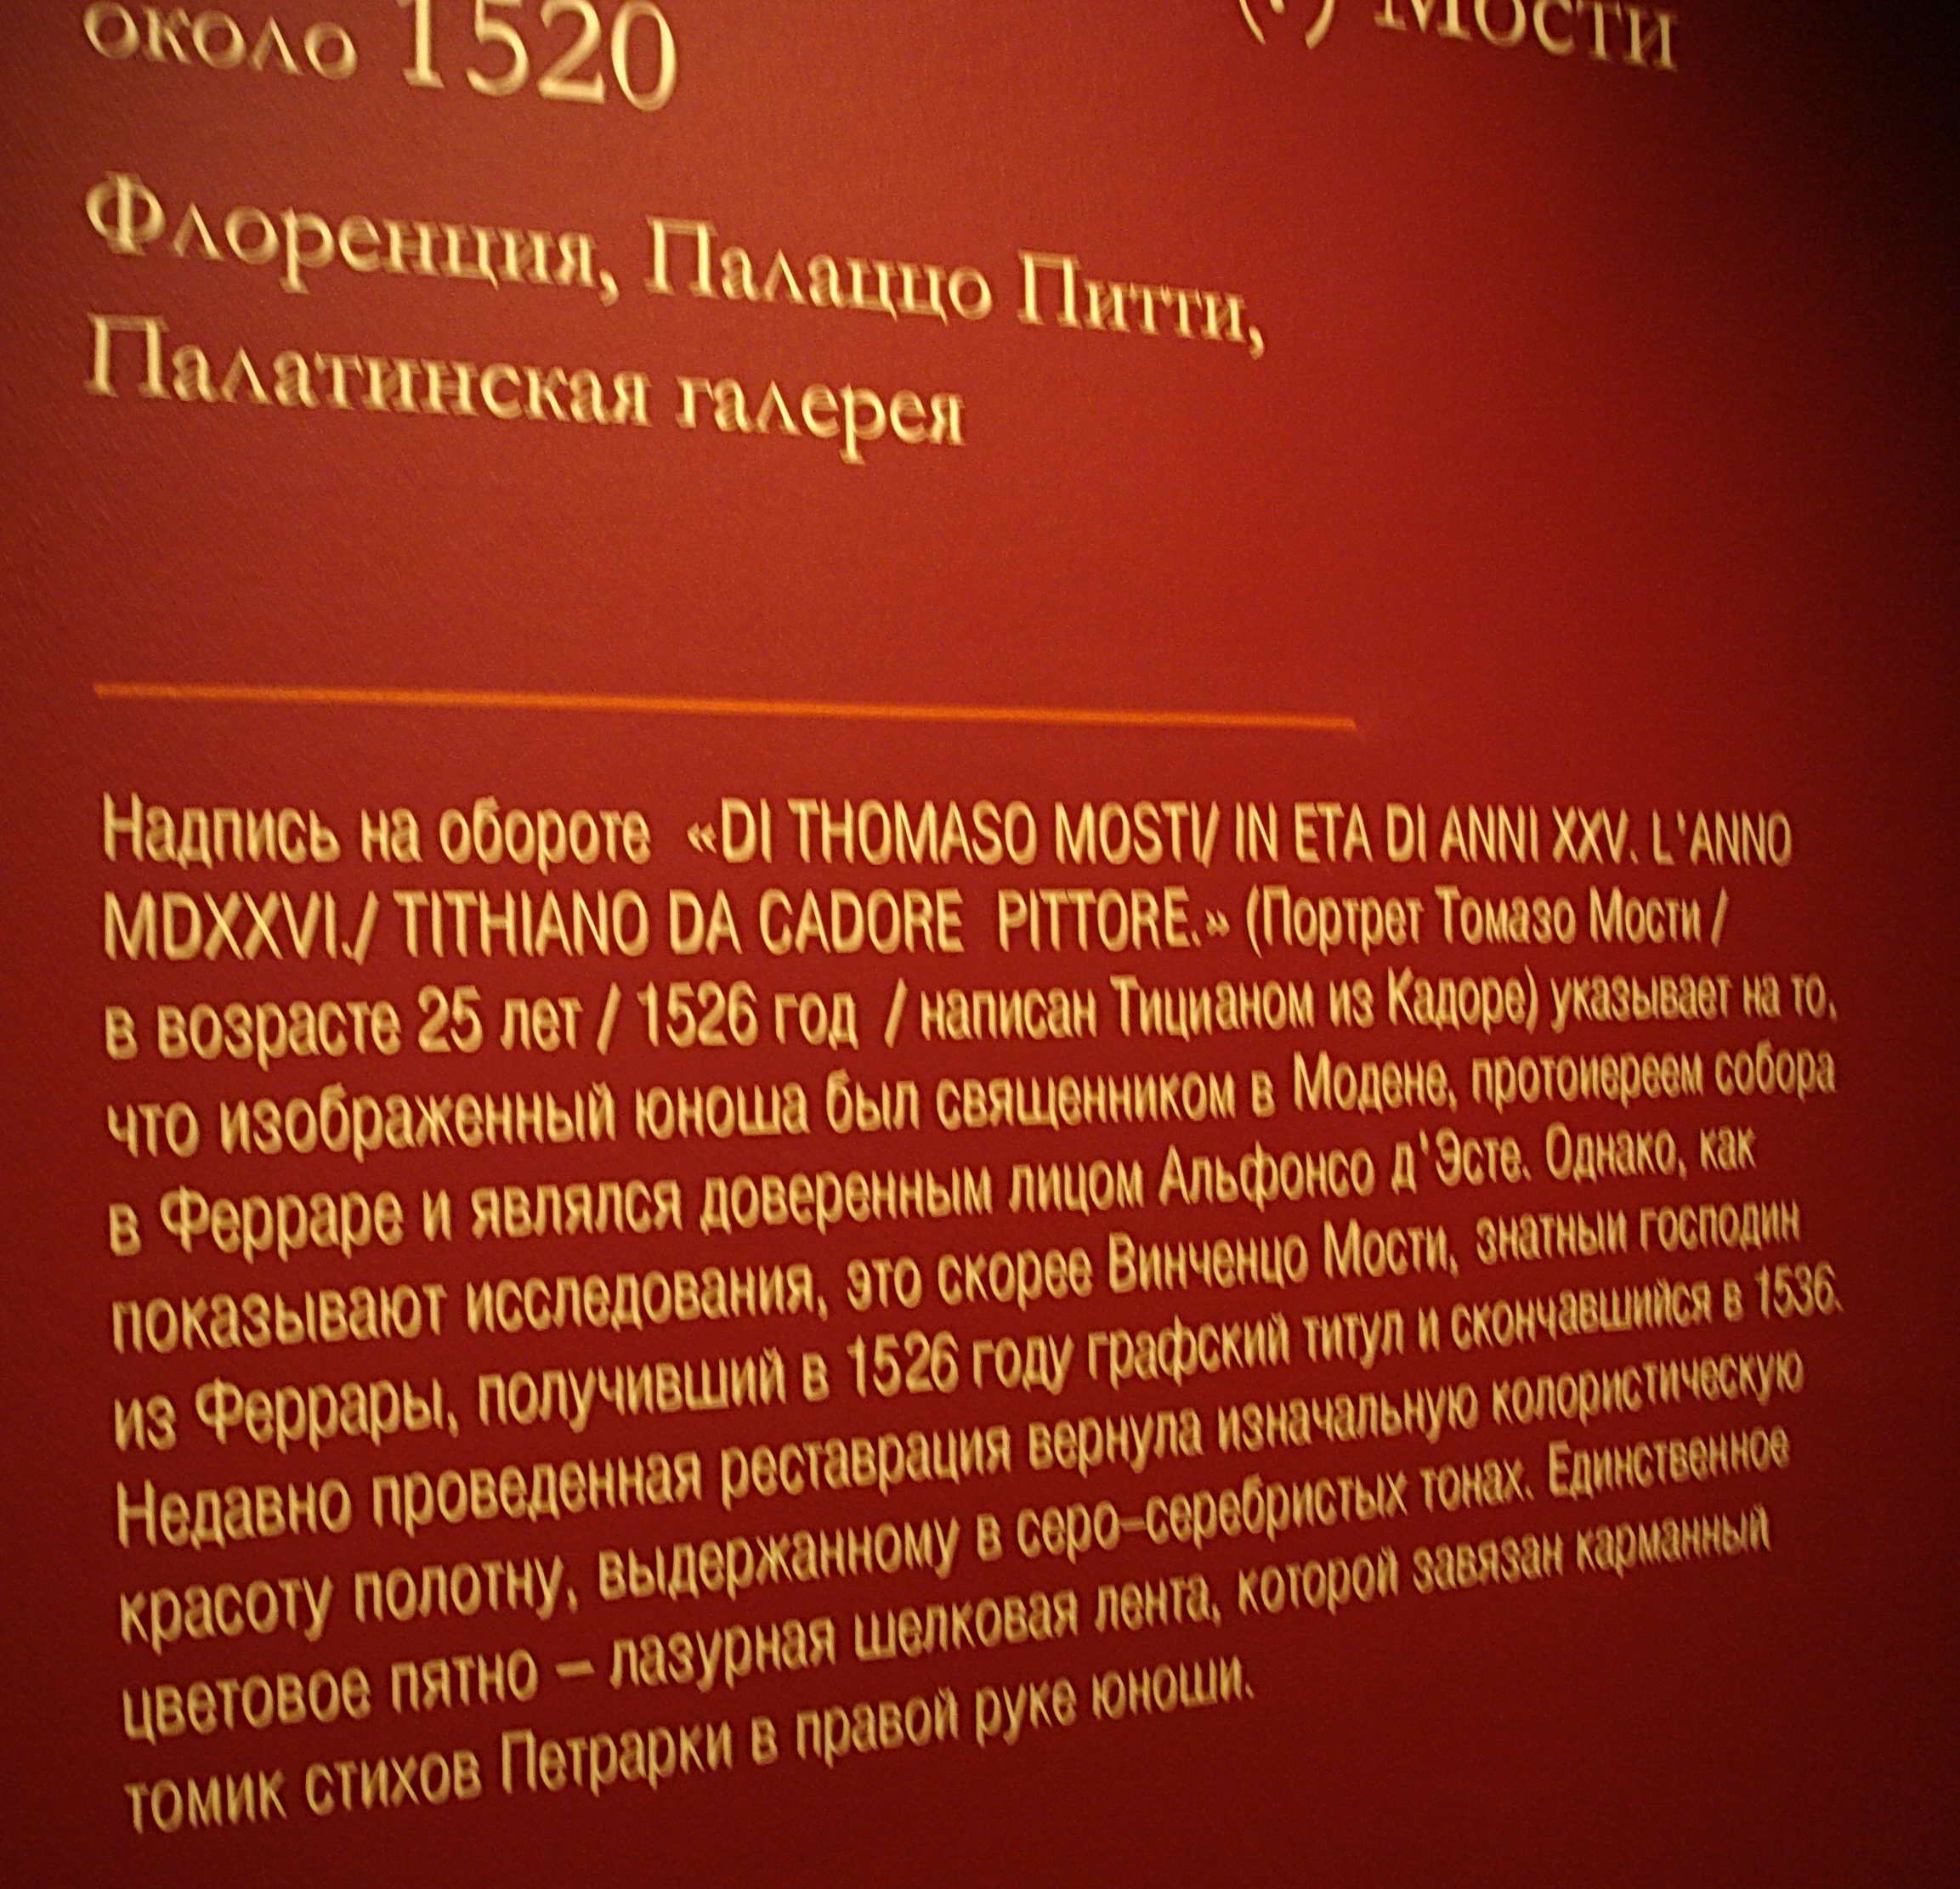 (?) Мости
около 1520
Флоренция, Палаццо Питти,
Палатинская галерея
Надпись на обороте «DI THOMASO MOSTI/ IN ETA DI ANNI XXV. L'ANNO
MDXXVI./ TITHIANO DA CADORE PITTORE.» (Портрет Томазо Мости /
в возрасте 25 лет / 1526 год / написан Тицианом из Кадоре) указывает на то,
что изображенный юноша был священником в Модене, протоиереем собора
в Ферраре и являлся доверенным лицом Альфонсо д'Эсте. Однако, как
показывают исследования, это скорее Винченцо Мости, знатный господин
из Феррары, получивший в 1526 году графский титул и скончавшийся в 1536.
Недавно проведенная реставрация вернула изначальную колористическую
красоту полотну, выдержанному в серо-серебристых тонах. Единственное
цветовое пятно – лазурная шелковая лента, которой завязан карманный
томик стихов Петрарки в правой руке юноши.